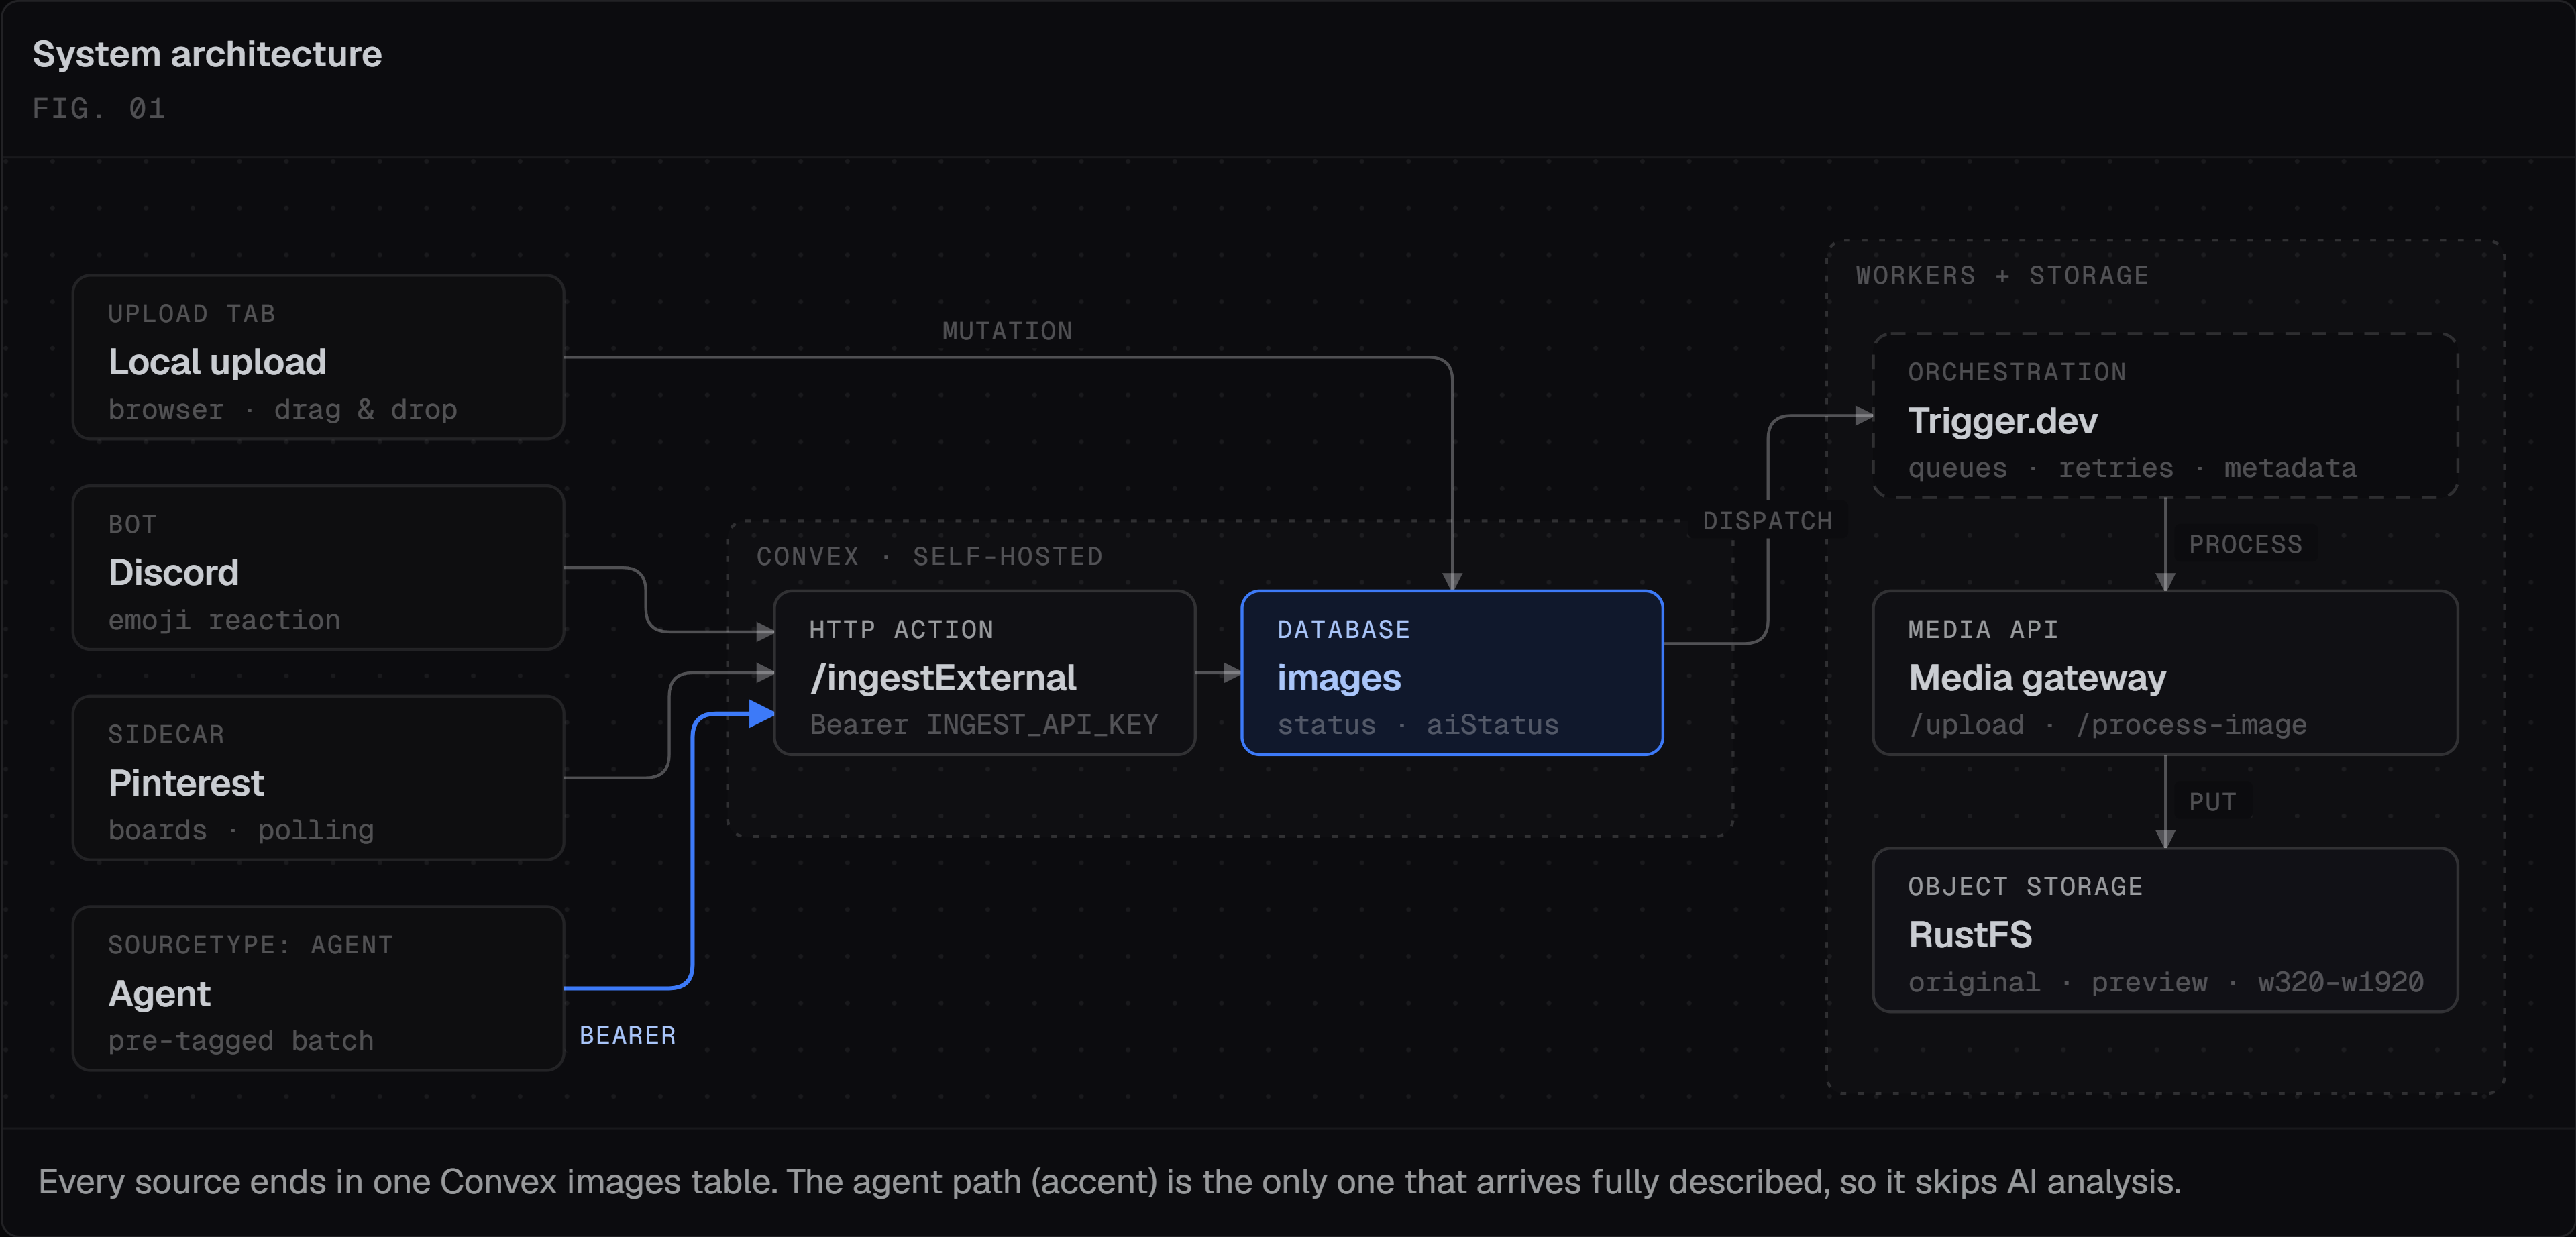 System architecture
FIG. 01
UPLOAD TAB
Local upload
browser · drag & drop
BOT
Discord
emoji reaction
SIDECAR
Pinterest
boards · polling
SOURCETYPE: AGENT
Agent
pre-tagged batch
BEARER
MUTATION
CONVEX · SELF-HOSTED
HTTP ACTION
/ingestExternal
Bearer INGEST_API_KEY
DATABASE
images
status · aiStatus
DISPATCH
WORKERS + STORAGE
ORCHESTRATION
Trigger.dev
queues · retries · metadata
PROCESS
MEDIA API
Media gateway
/upload · /process-image
PUT
OBJECT STORAGE
RustFS
original · preview · w320-w1920
Every source ends in one Convex images table. The agent path (accent) is the only one that arrives fully described, so it skips AI analysis.